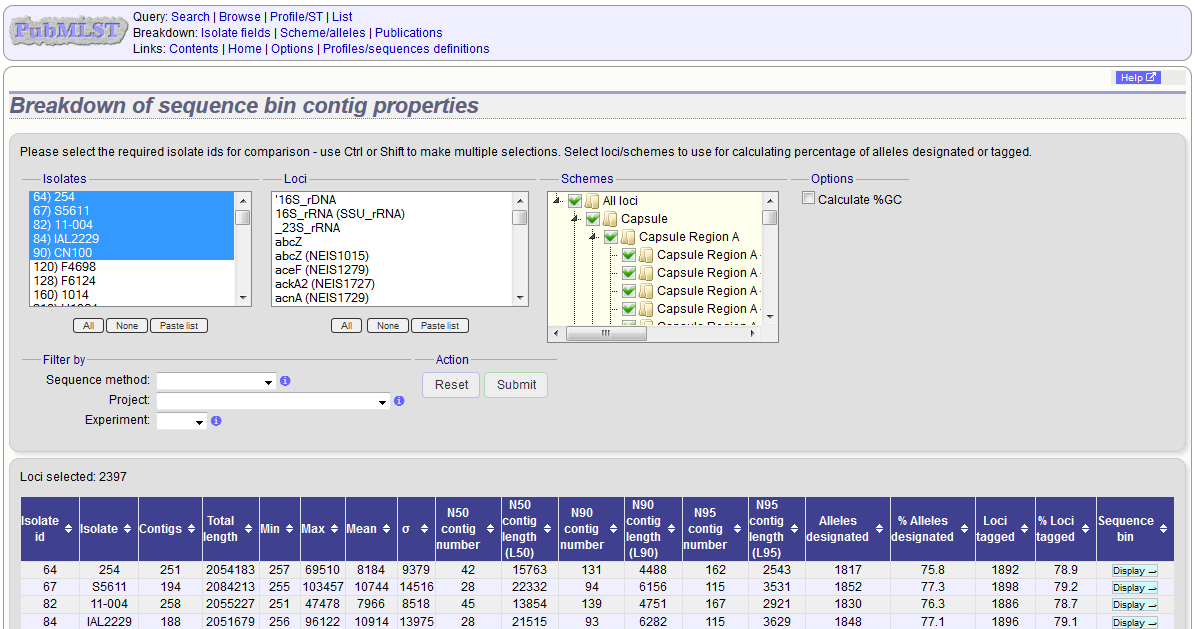 PubMLST
Query: Search | Browse | Profile/ST | List
Breakdown: Isolate fields | Scheme/alleles | Publications
Links: Contents | Home | Options | Profiles/sequences definitions
Help
Breakdown of sequence bin contig properties
Please select the required isolate ids for comparison - use Ctrl or Shift to make multiple selections. Select loci/schemes to use for calculating percentage of alleles designated or tagged.
Isolates
64) 254
67) S5611
82) 11-004
84) IAL2229
90) CN100
120) F4698
128) F6124
160) 1014
All None Paste list
Loci
'16S_rDNA
16S_rRNA (SSU_rRNA)
_23S_rRNA
abcZ
abcZ (NEIS1015)
aceF (NEIS1279)
ackA2 (NEIS1727)
acnA (NEIS1729)
All None Paste list
Schemes
All loci
Capsule
Capsule Region A
Capsule Region A
Capsule Region A
Capsule Region A
Capsule Region A
Options
Calculate %GC
Filter by
Sequence method:
Project:
Experiment:
Action
Reset Submit
Loci selected: 2397
Isolate id Isolate Contigs Total length Min Max Mean σ N50 contig number N50 contig length (L50) N90 contig number N90 contig length (L90) N95 contig number N95 contig length (L95) Alleles designated % Alleles designated Loci tagged % Loci tagged Sequence bin
64 254 251 2054183 257 69510 8184 9379 42 15763 131 4488 162 2543 1817 75.8 1892 78.9 Display
67 S5611 194 2084213 255 103457 10744 14516 28 22332 94 6156 115 3531 1852 77.3 1898 79.2 Display
82 11-004 258 2055227 251 47478 7966 8518 45 13854 139 4751 167 2921 1830 76.3 1886 78.7 Display
84 IAL2229 188 2051679 256 96122 10914 13975 28 21515 93 6282 115 3629 1848 77.1 1896 79.1 Display